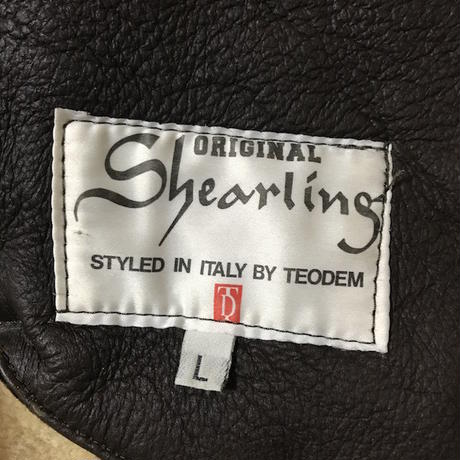 ORIGINAL
Shearling
STYLED IN ITALY BY TEODEM
TD
L